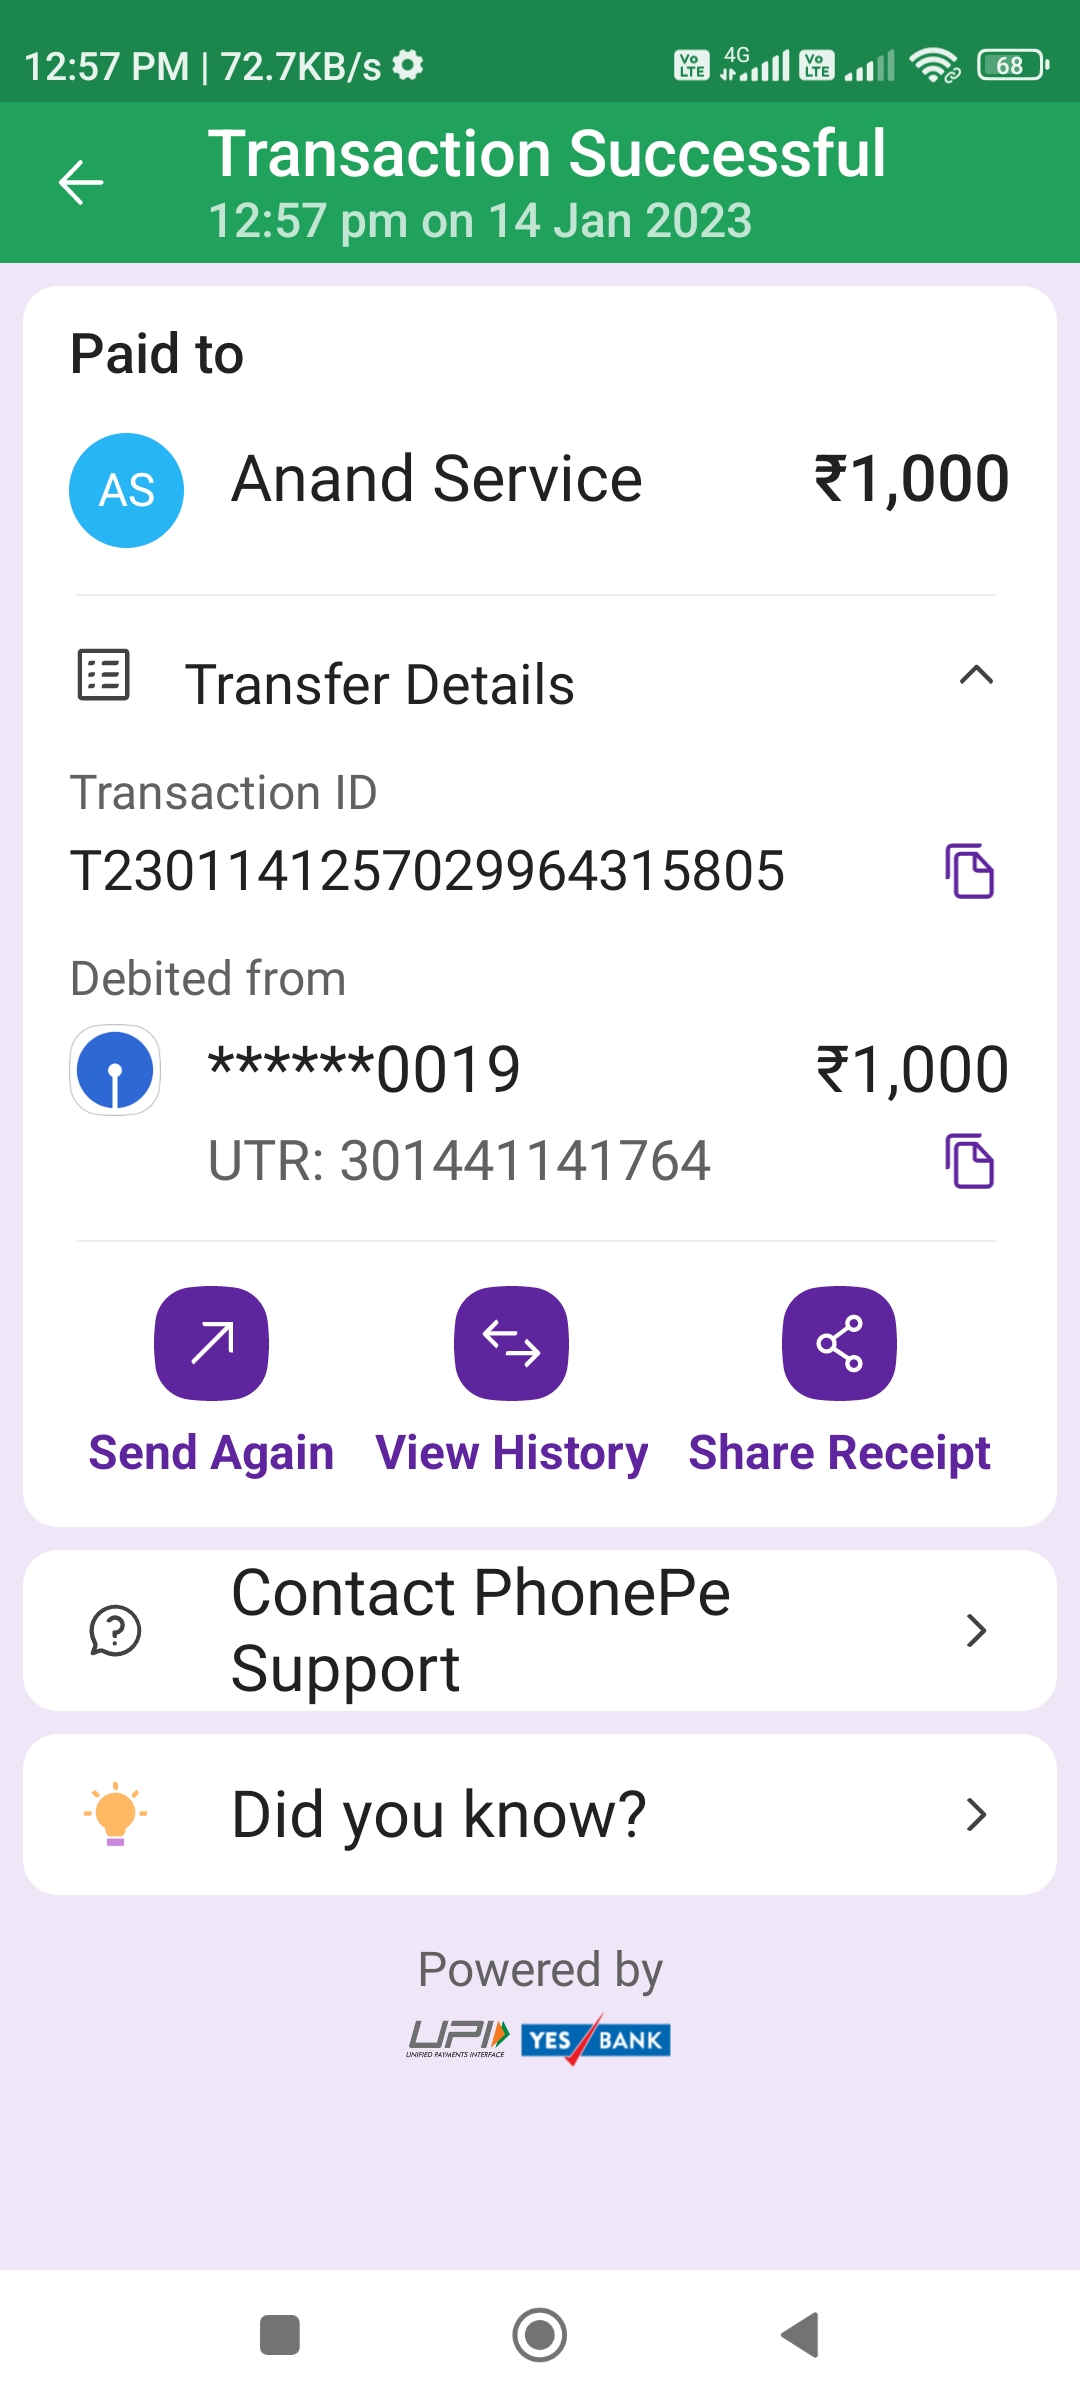 12:57 PM | 72.7KB/s
Vo LTE 4G Vo LTE 68
Transaction Successful
12:57 pm on 14 Jan 2023
Paid to
AS Anand Service ₹1,000
Transfer Details
Transaction ID
T2301141257029964315805
Debited from
******0019 ₹1,000
UTR: 301441141764
Send Again View History Share Receipt
Contact PhonePe
Support
Did you know?
Powered by
UPI YES BANK
UNIFIED PAYMENTS INTERFACE